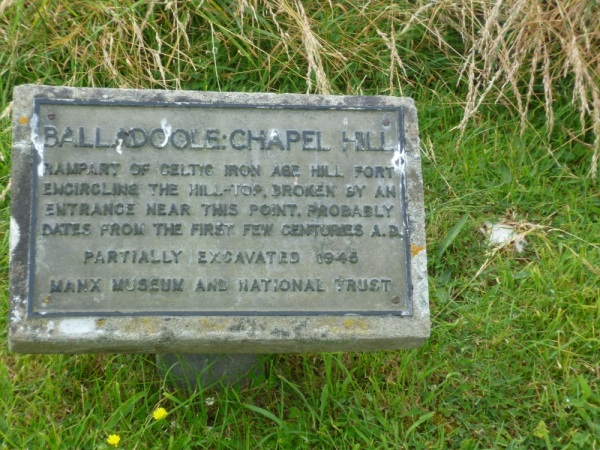 BALLADOOLE:CHAPEL HILL
RAMPART OF CELTIC IRON AGE HILL FORT
ENCIRCLING THE HILL-TOP, BROKEN BY AN
ENTRANCE NEAR THIS POINT. PROBABLY
DATES FROM THE FIRST FEW CENTURIES A.D.
PARTIALLY EXCAVATED 1945
MANX MUSEUM AND NATIONAL TRUST